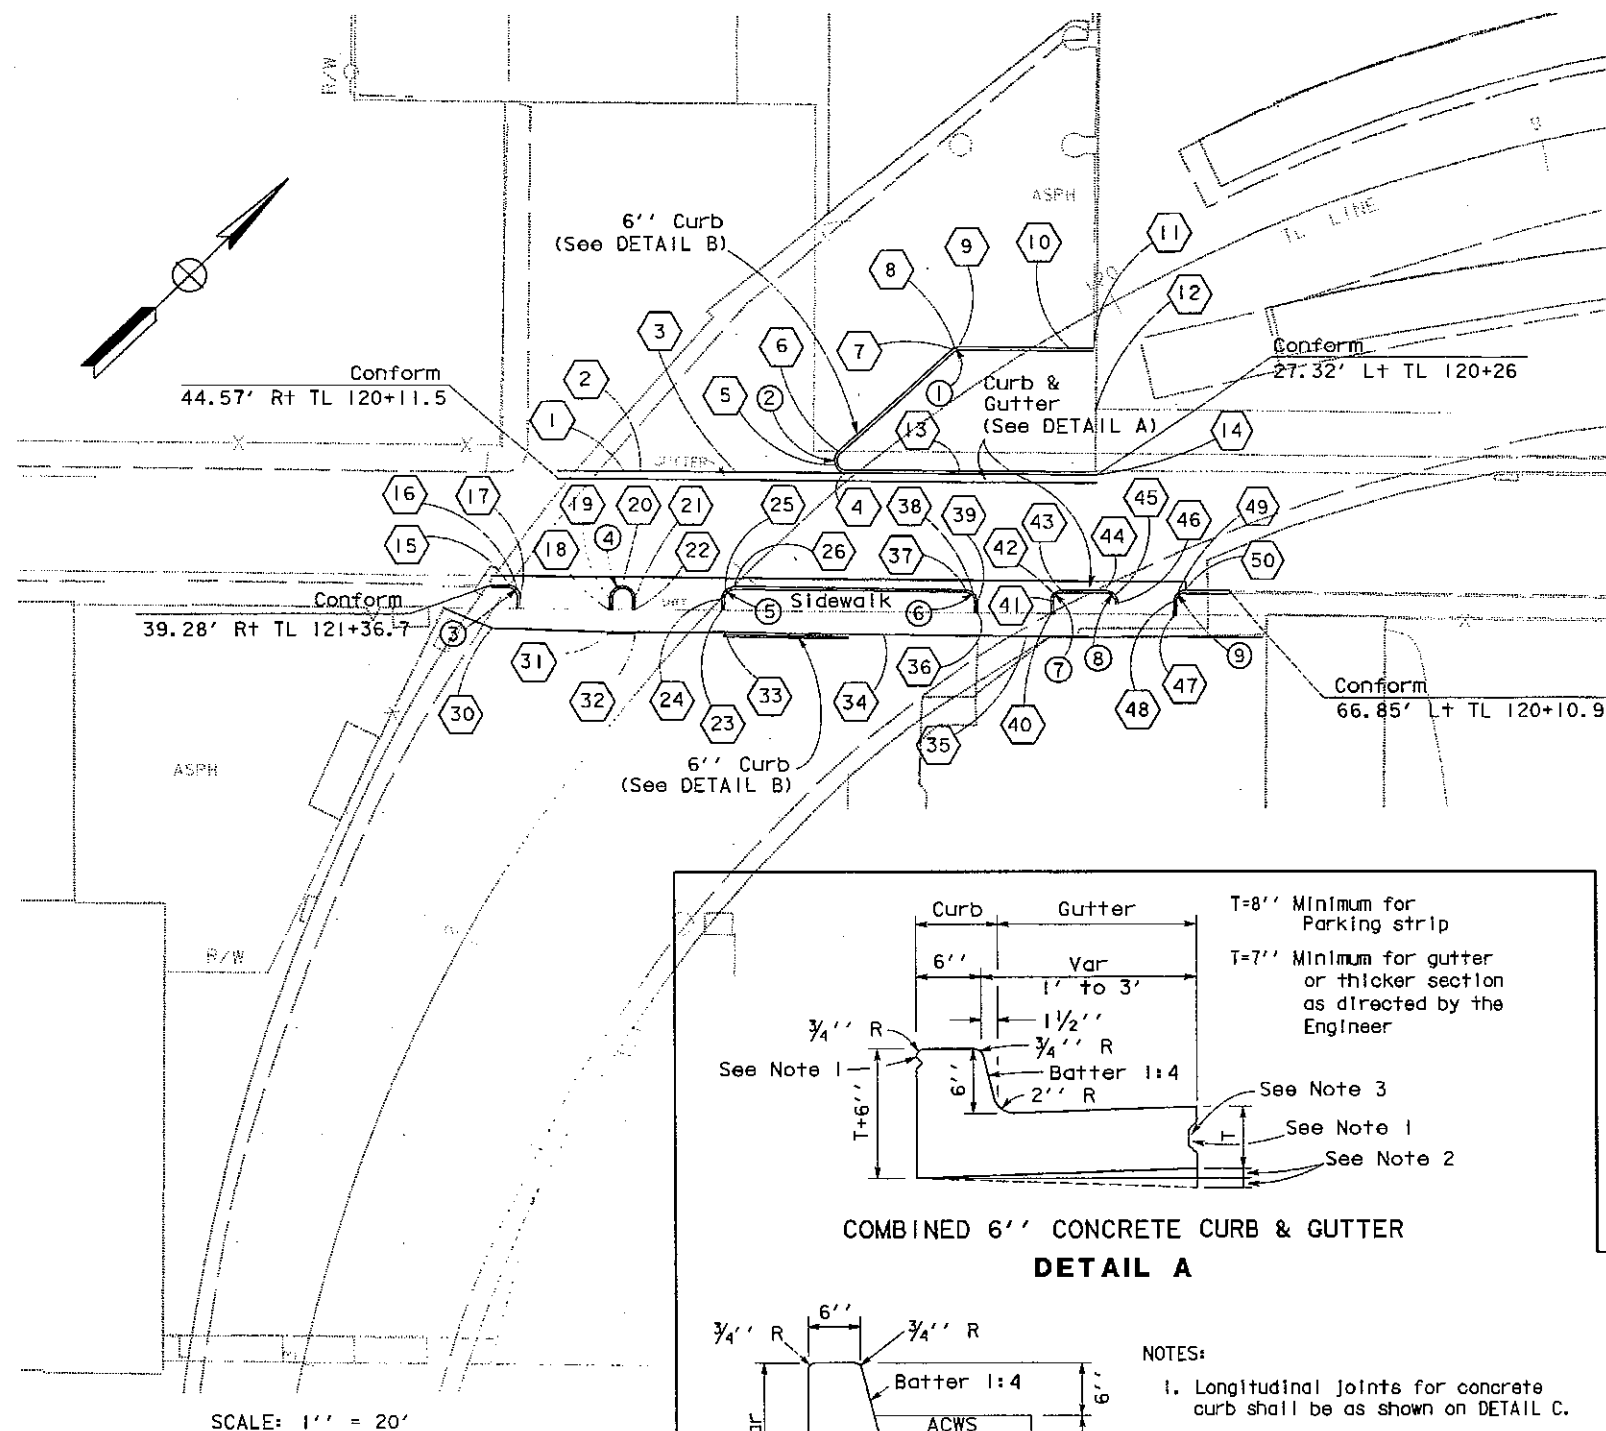 R/W
ASPH
TL LINE
120
6'' Curb
(See DETAIL B)
8
9
10
11
12
3
6
7
2
5
2
1
1
Conform
44.57' Rt TL 120+11.5
Conform
27.32' Lt TL 120+26
Curb &
Gutter
(See DETAIL A)
13
14
GUTTER
4
16
17
19
20
21
25
38
39
43
45
49
15
18
4
22
26
37
42
44
46
50
Conform
39.28' Rt TL 121+36.7
3
5
Sidewalk
6
41
7
8
9
30
31
32
24
23
33
34
36
35
40
48
47
Conform
66.85' Lt TL 120+10.9
6'' Curb
(See DETAIL B)
ASPH
R/W
SCALE: 1'' = 20'
Curb
Gutter
T=8'' Minimum for
Parking strip
T=7'' Minimum for gutter
or thicker section
as directed by the
Engineer
6''
Var
1' to 3'
1½''
¾'' R
¾'' R
See Note 1
Batter 1:4
6''
2'' R
T+6''
See Note 3
See Note 1
T
See Note 2
COMBINED 6'' CONCRETE CURB & GUTTER
DETAIL A
6''
¾'' R
¾'' R
Batter 1:4
6''
ACWS
NOTES:
1. Longitudinal joints for concrete
curb shall be as shown on DETAIL C.